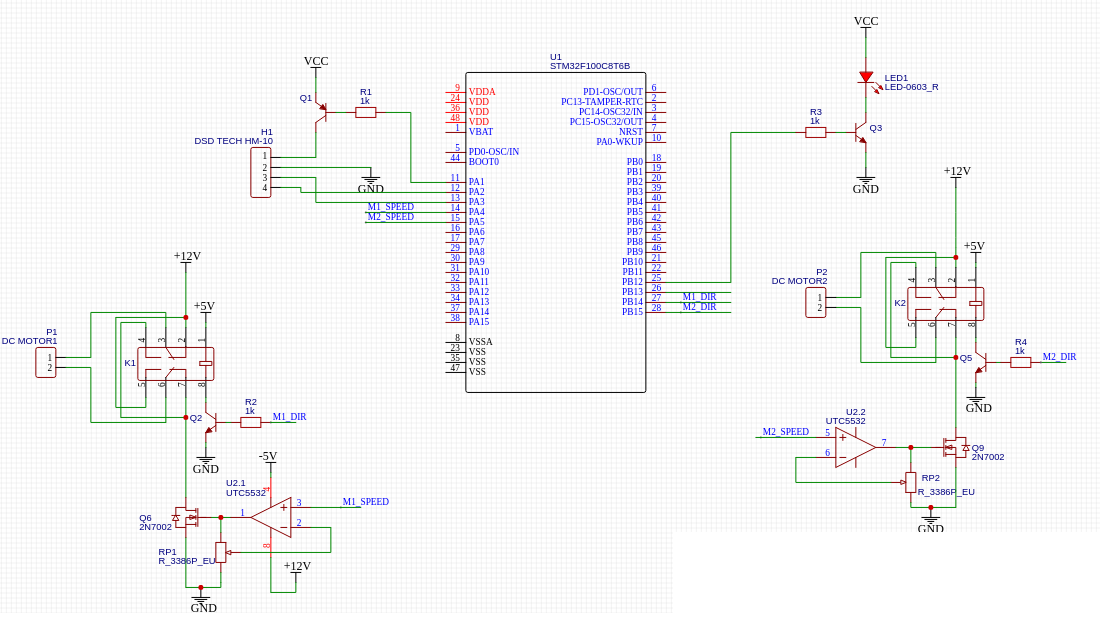 VCC
Q1
R1
1k
H1
DSD TECH HM-10
1
2
3
4
GND
M1_SPEED
M2_SPEED
U1
STM32F100C8T6B
9 VDDA
24 VDD
36 VDD
48 VDD
1 VBAT
5 PD0-OSC/IN
44 BOOT0
11 PA1
12 PA2
13 PA3
14 PA4
15 PA5
16 PA6
17 PA7
29 PA8
30 PA9
31 PA10
32 PA11
33 PA12
34 PA13
37 PA14
38 PA15
8 VSSA
23 VSS
35 VSS
47 VSS
PD1-OSC/OUT 6
PC13-TAMPER-RTC 2
PC14-OSC32/IN 3
PC15-OSC32/OUT 4
NRST 7
PA0-WKUP 10
PB0 18
PB1 19
PB2 20
PB3 39
PB4 40
PB5 41
PB6 42
PB7 43
PB8 45
PB9 46
PB10 21
PB11 22
PB12 25
PB13 26
PB14 27
PB15 28
M1_DIR
M2_DIR
VCC
LED1
LED-0603_R
R3
1k
Q3
GND
+12V
+5V
P2
DC MOTOR2
1
2
K2
4 3 2 1
5 6 7 8
Q5
R4
1k
M2_DIR
GND
U2.2
UTC5532
M2_SPEED
5
6
7
Q9
2N7002
RP2
R_3386P_EU
GND
+12V
+5V
P1
DC MOTOR1
1
2
K1
4 3 2 1
5 6 7 8
Q2
R2
1k
M1_DIR
GND
-5V
U2.1
UTC5532
4
3
2
1
8
M1_SPEED
Q6
2N7002
RP1
R_3386P_EU
+12V
GND